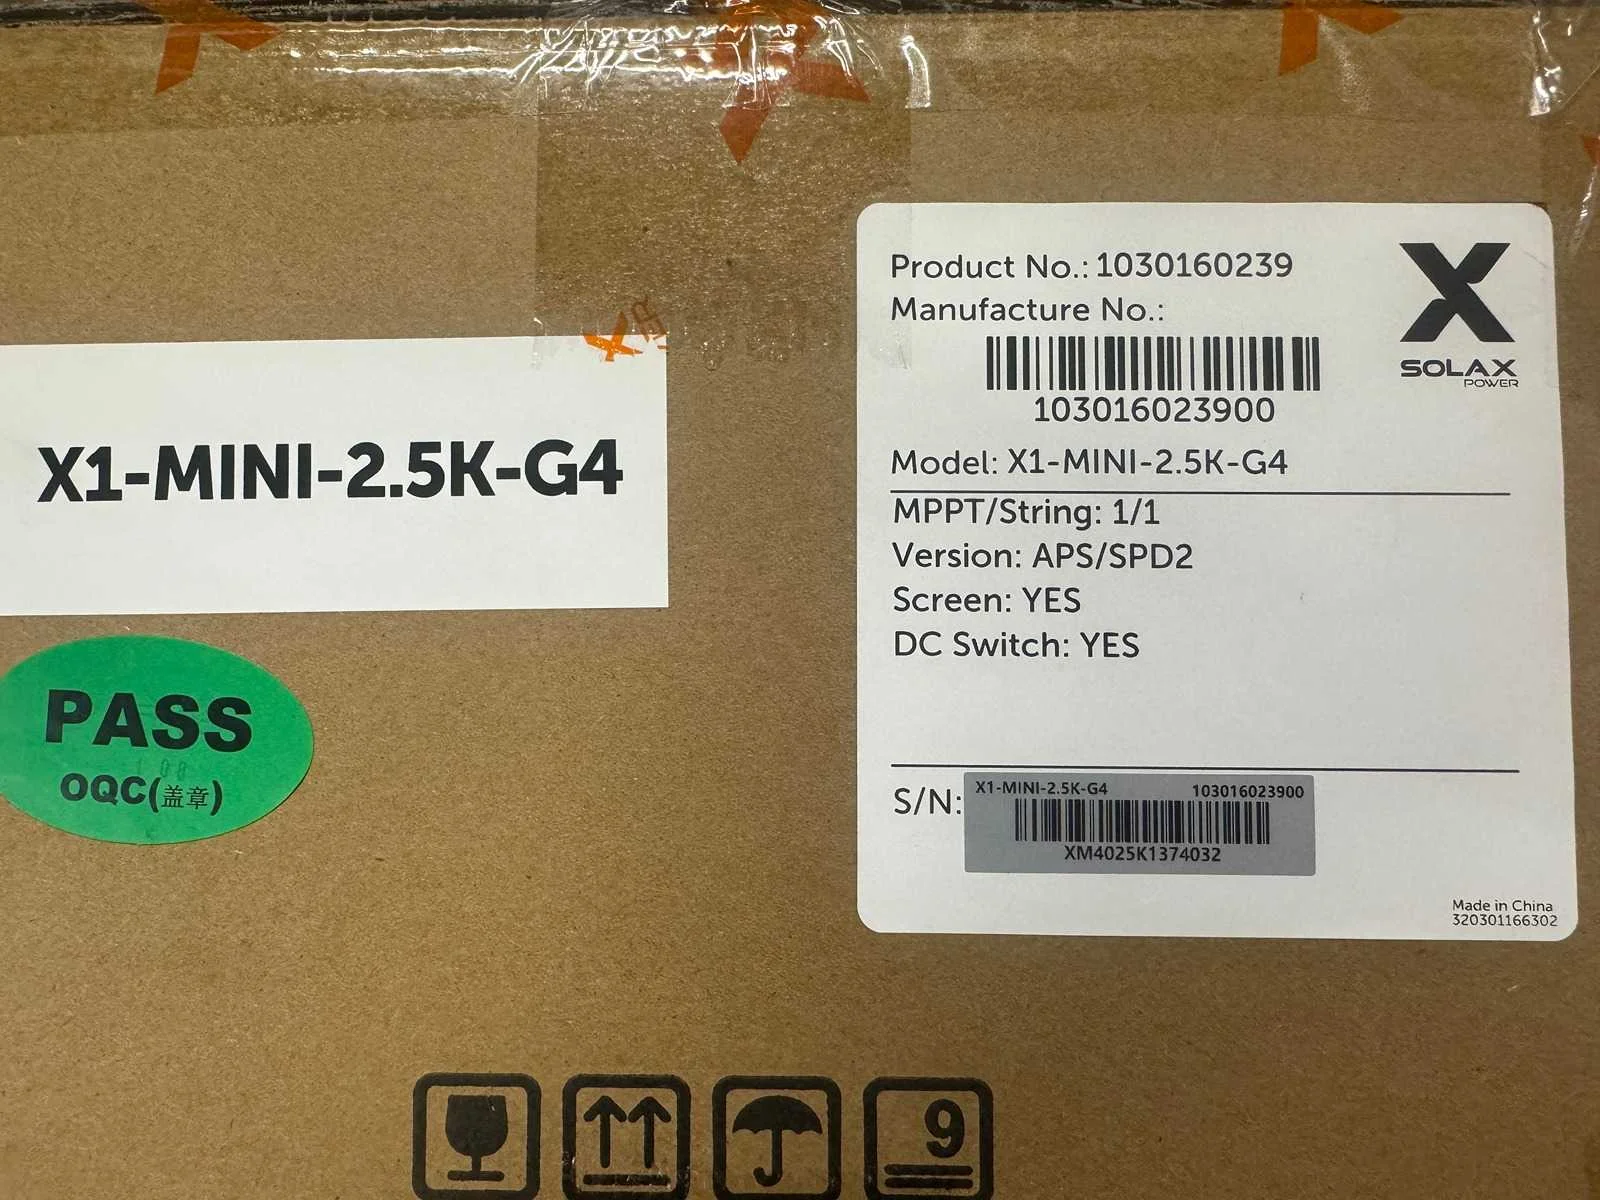 X1-MINI-2.5K-G4
PASS
OQC(盖章)
Product No.: 1030160239
Manufacture No.:
103016023900
SOLAX
POWER
Model: X1-MINI-2.5K-G4
MPPT/String: 1/1
Version: APS/SPD2
Screen: YES
DC Switch: YES
S/N:
X1-MINI-2.5K-G4 103016023900
XM4025K1374032
Made in China
320301166302
9